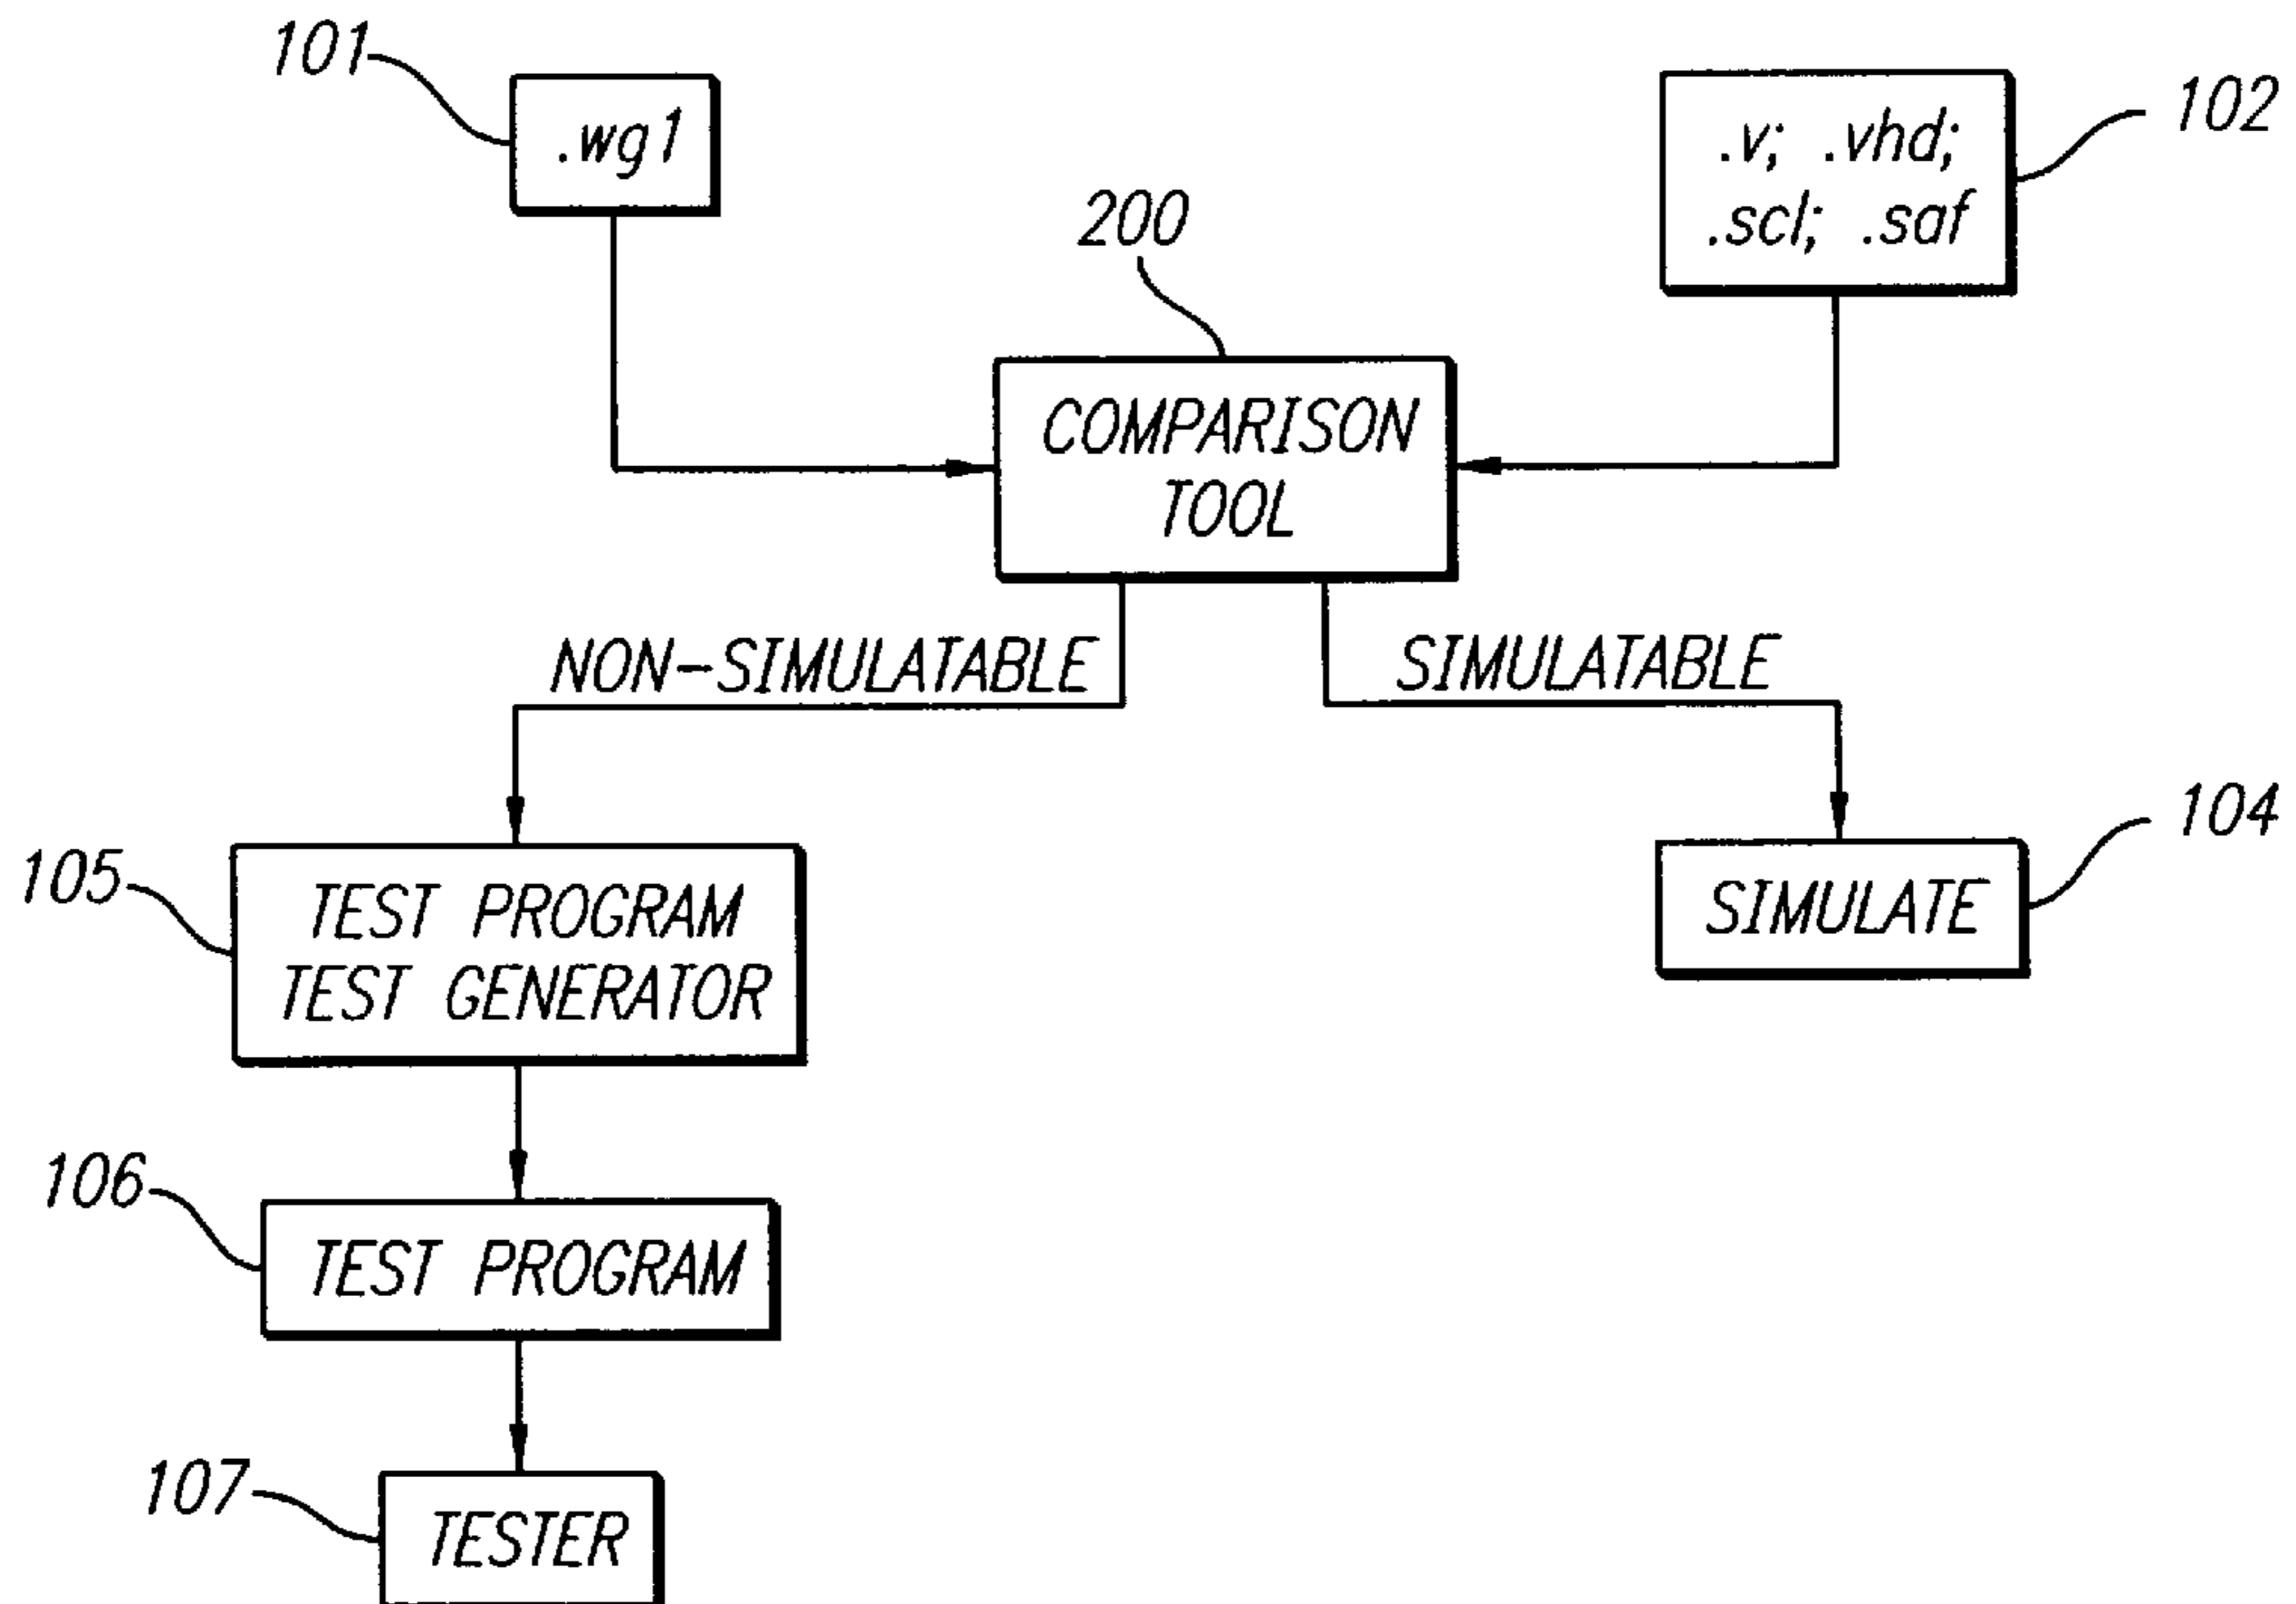 101
.wg1
.v; .vhd;
.scl; .saf
102
200
COMPARISON
TOOL
NON-SIMULATABLE
SIMULATABLE
105
TEST PROGRAM
TEST GENERATOR
SIMULATE
104
106
TEST PROGRAM
107
TESTER